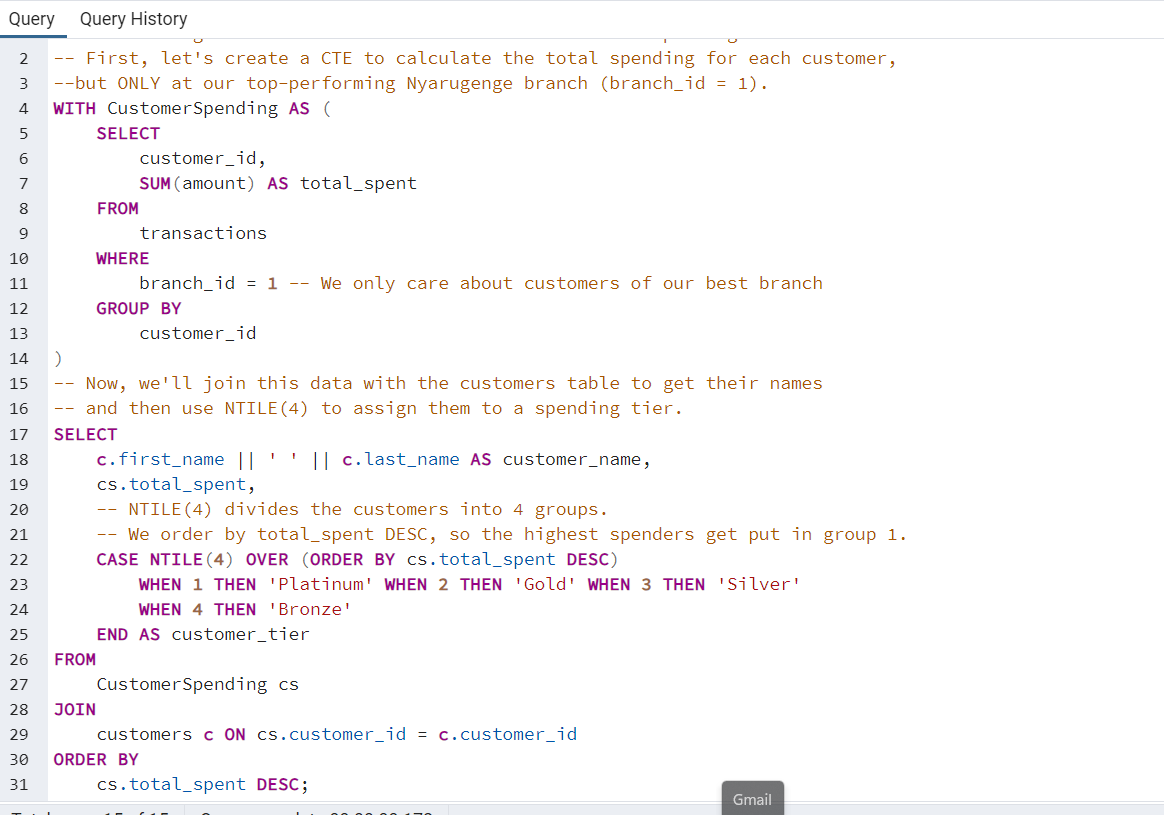 Query Query History
2 -- First, let's create a CTE to calculate the total spending for each customer,
3 --but ONLY at our top-performing Nyarugenge branch (branch_id = 1).
4 WITH CustomerSpending AS (
5 SELECT
6 customer_id,
7 SUM(amount) AS total_spent
8 FROM
9 transactions
10 WHERE
11 branch_id = 1 -- We only care about customers of our best branch
12 GROUP BY
13 customer_id
14 )
15 -- Now, we'll join this data with the customers table to get their names
16 -- and then use NTILE(4) to assign them to a spending tier.
17 SELECT
18 c.first_name || ' ' || c.last_name AS customer_name,
19 cs.total_spent,
20 -- NTILE(4) divides the customers into 4 groups.
21 -- We order by total_spent DESC, so the highest spenders get put in group 1.
22 CASE NTILE(4) OVER (ORDER BY cs.total_spent DESC)
23 WHEN 1 THEN 'Platinum' WHEN 2 THEN 'Gold' WHEN 3 THEN 'Silver'
24 WHEN 4 THEN 'Bronze'
25 END AS customer_tier
26 FROM
27 CustomerSpending cs
28 JOIN
29 customers c ON cs.customer_id = c.customer_id
30 ORDER BY
31 cs.total_spent DESC;
Gmail